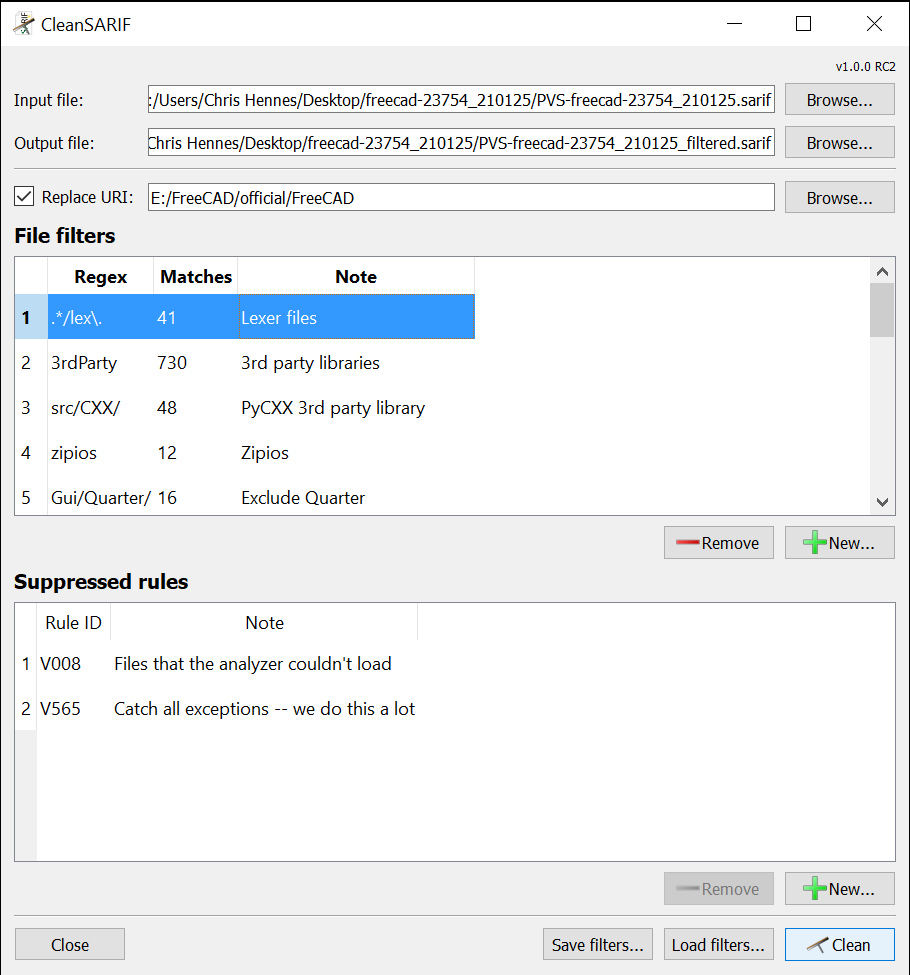 CleanSARIF
v1.0.0 RC2
Input file: :/Users/Chris Hennes/Desktop/freecad-23754_210125/PVS-freecad-23754_210125.sarif Browse...
Output file: Chris Hennes/Desktop/freecad-23754_210125/PVS-freecad-23754_210125_filtered.sarif Browse...
Replace URI: E:/FreeCAD/official/FreeCAD Browse...
File filters
Regex Matches Note
1 .*/lex\. 41 Lexer files
2 3rdParty 730 3rd party libraries
3 src/CXX/ 48 PyCXX 3rd party library
4 zipios 12 Zipios
5 Gui/Quarter/ 16 Exclude Quarter
Remove New...
Suppressed rules
Rule ID Note
1 V008 Files that the analyzer couldn't load
2 V565 Catch all exceptions -- we do this a lot
Remove New...
Close Save filters... Load filters... Clean